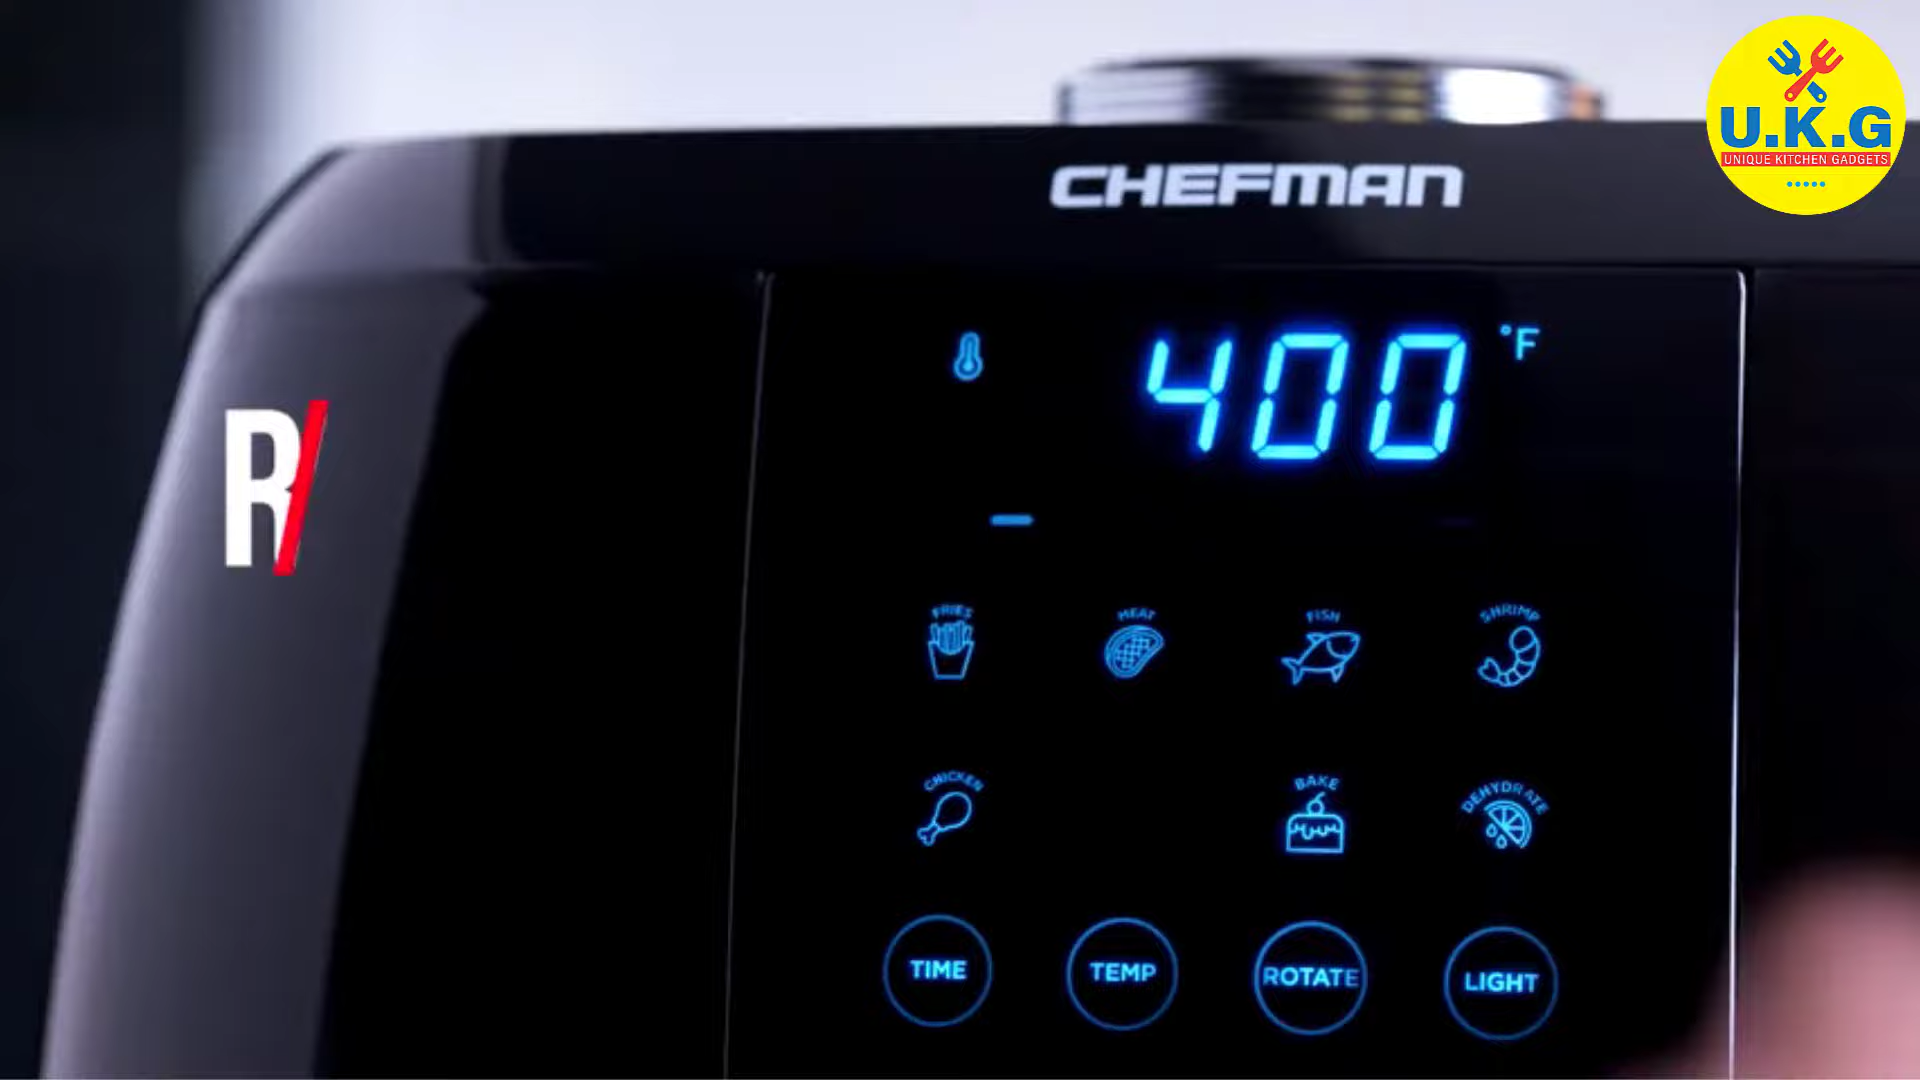 U.K.G
UNIQUE KITCHEN GADGETS
CHEFMAN
400 °F
R/
FRIES
MEAT
FISH
SHRIMP
CHICKEN
BAKE
DEHYDRATE
TIME
TEMP
ROTATE
LIGHT